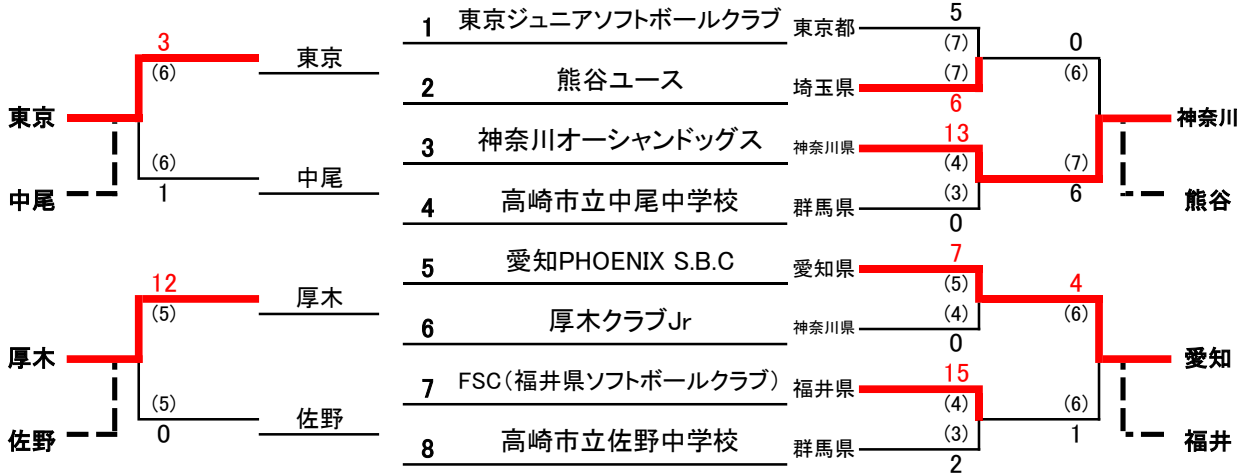 1 東京ジュニアソフトボールクラブ 東京都 5
3 東京 (7) 0
(6) (7) (6)
2 熊谷ユース 埼玉県 6
東京 神奈川
3 神奈川オーシャンドッグス 神奈川県 13
(6) 中尾 (4) (7)
中尾 1 (3) 6 熊谷
4 高崎市立中尾中学校 群馬県 0
5 愛知PHOENIX S.B.C 愛知県 7
12 厚木 (5) 4
(5) (4) (6)
6 厚木クラブJr 神奈川県 0
厚木 愛知
7 FSC(福井県ソフトボールクラブ) 福井県 15
(5) 佐野 (4) (6)
佐野 0 (3) 1 福井
8 高崎市立佐野中学校 群馬県 2